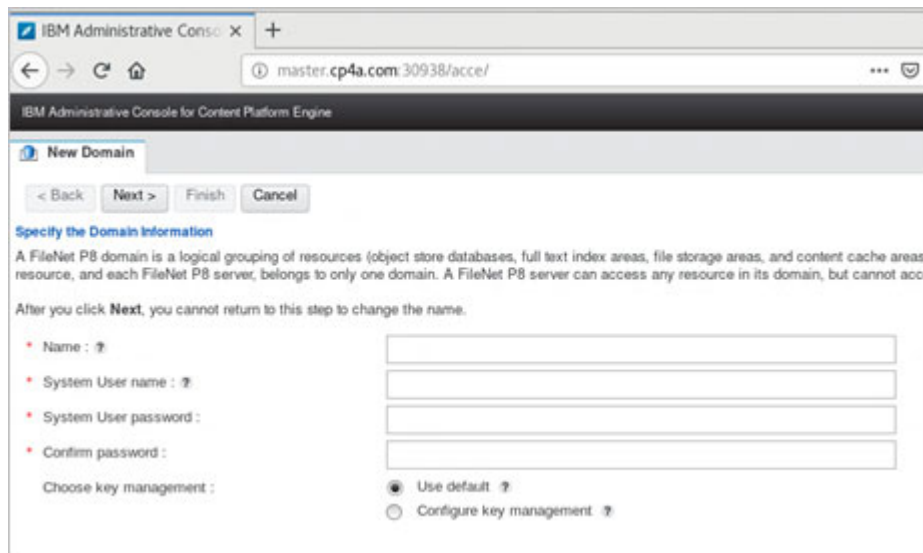 IBM Administrative Conso
master.cp4a.com:30938/acce/
IBM Administrative Console for Content Platform Engine
New Domain
< Back Next > Finish Cancel
Specify the Domain Information
A FileNet P8 domain is a logical grouping of resources (object store databases, full text index areas, file storage areas, and content cache areas
resource, and each FileNet P8 server, belongs to only one domain. A FileNet P8 server can access any resource in its domain, but cannot acc
After you click Next, you cannot return to this step to change the name.
* Name : ?
* System User name : ?
* System User password :
* Confirm password :
Choose key management : Use default ?
Configure key management ?